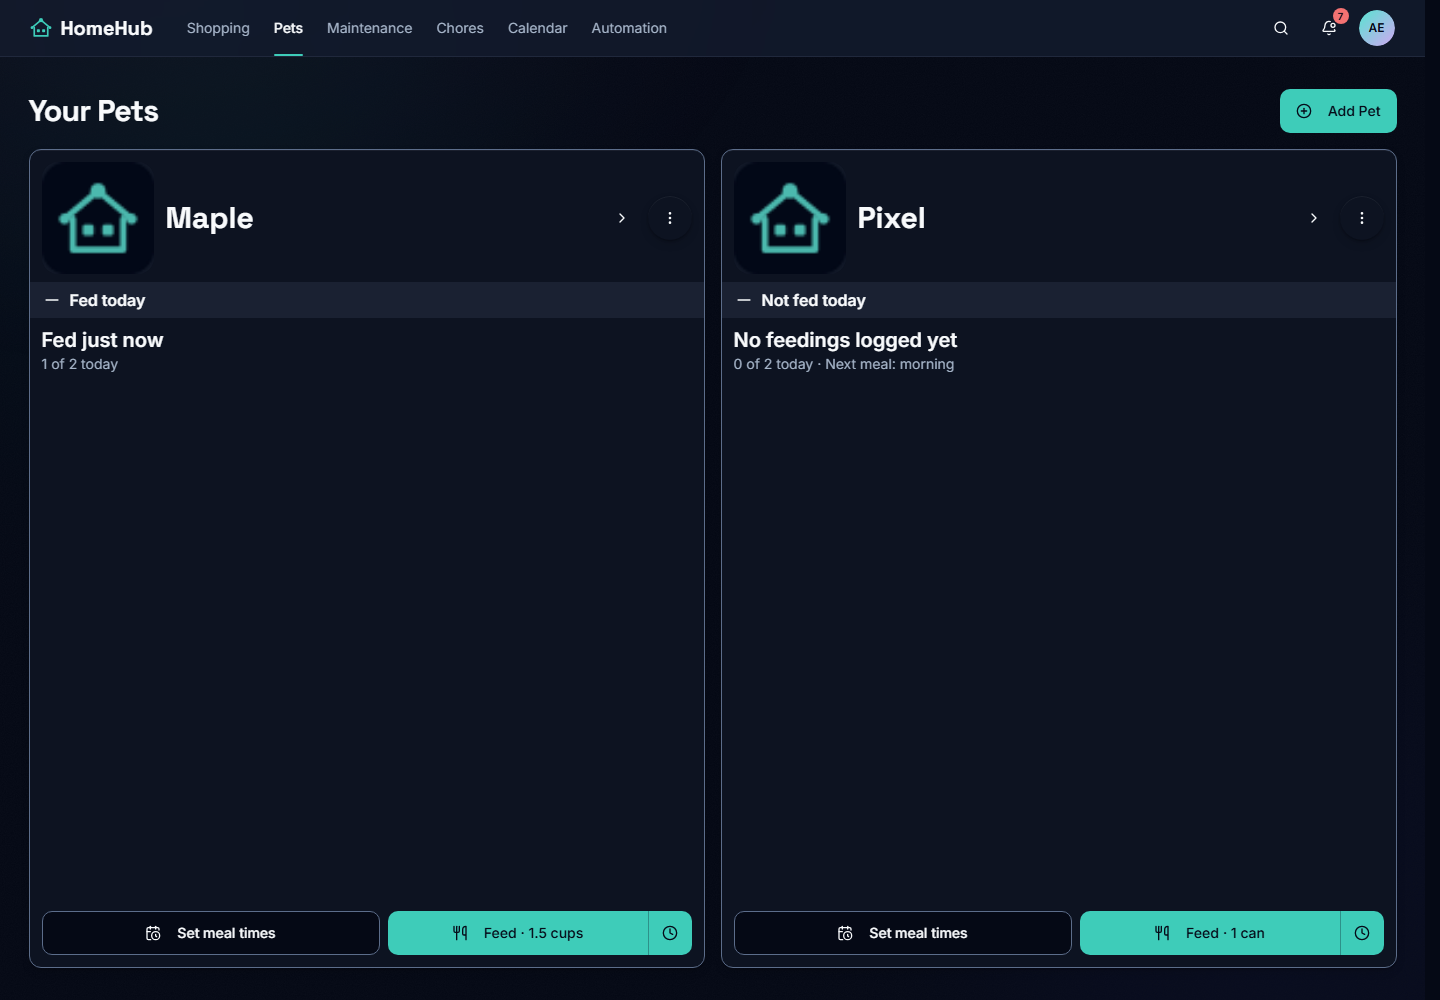 HomeHub
Shopping
Pets
Maintenance
Chores
Calendar
Automation
7
AE
Your Pets
Add Pet
Maple
Fed today
Fed just now
1 of 2 today
Set meal times
Feed · 1.5 cups
Pixel
Not fed today
No feedings logged yet
0 of 2 today · Next meal: morning
Set meal times
Feed · 1 can